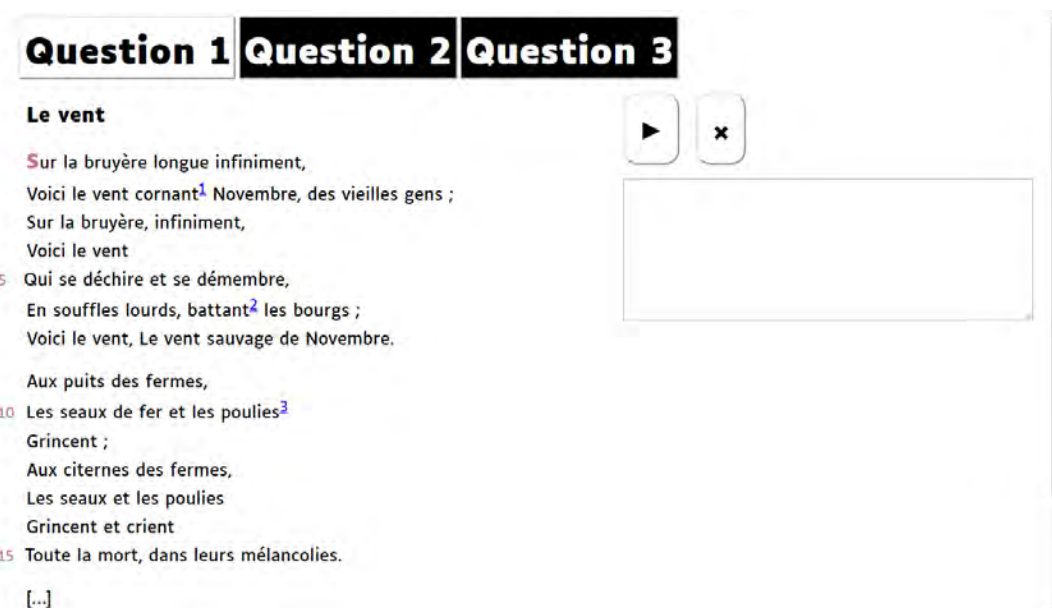 Question 1 Question 2 Question 3
Le vent
Sur la bruyère longue infiniment,
Voici le vent cornant1 Novembre, des vieilles gens ;
Sur la bruyère, infiniment,
Voici le vent
5 Qui se déchire et se démembre,
En souffles lourds, battant2 les bourgs ;
Voici le vent, Le vent sauvage de Novembre.
Aux puits des fermes,
10 Les seaux de fer et les poulies3
Grincent ;
Aux citernes des fermes,
Les seaux et les poulies
Grincent et crient
15 Toute la mort, dans leurs mélancolies.
[...]